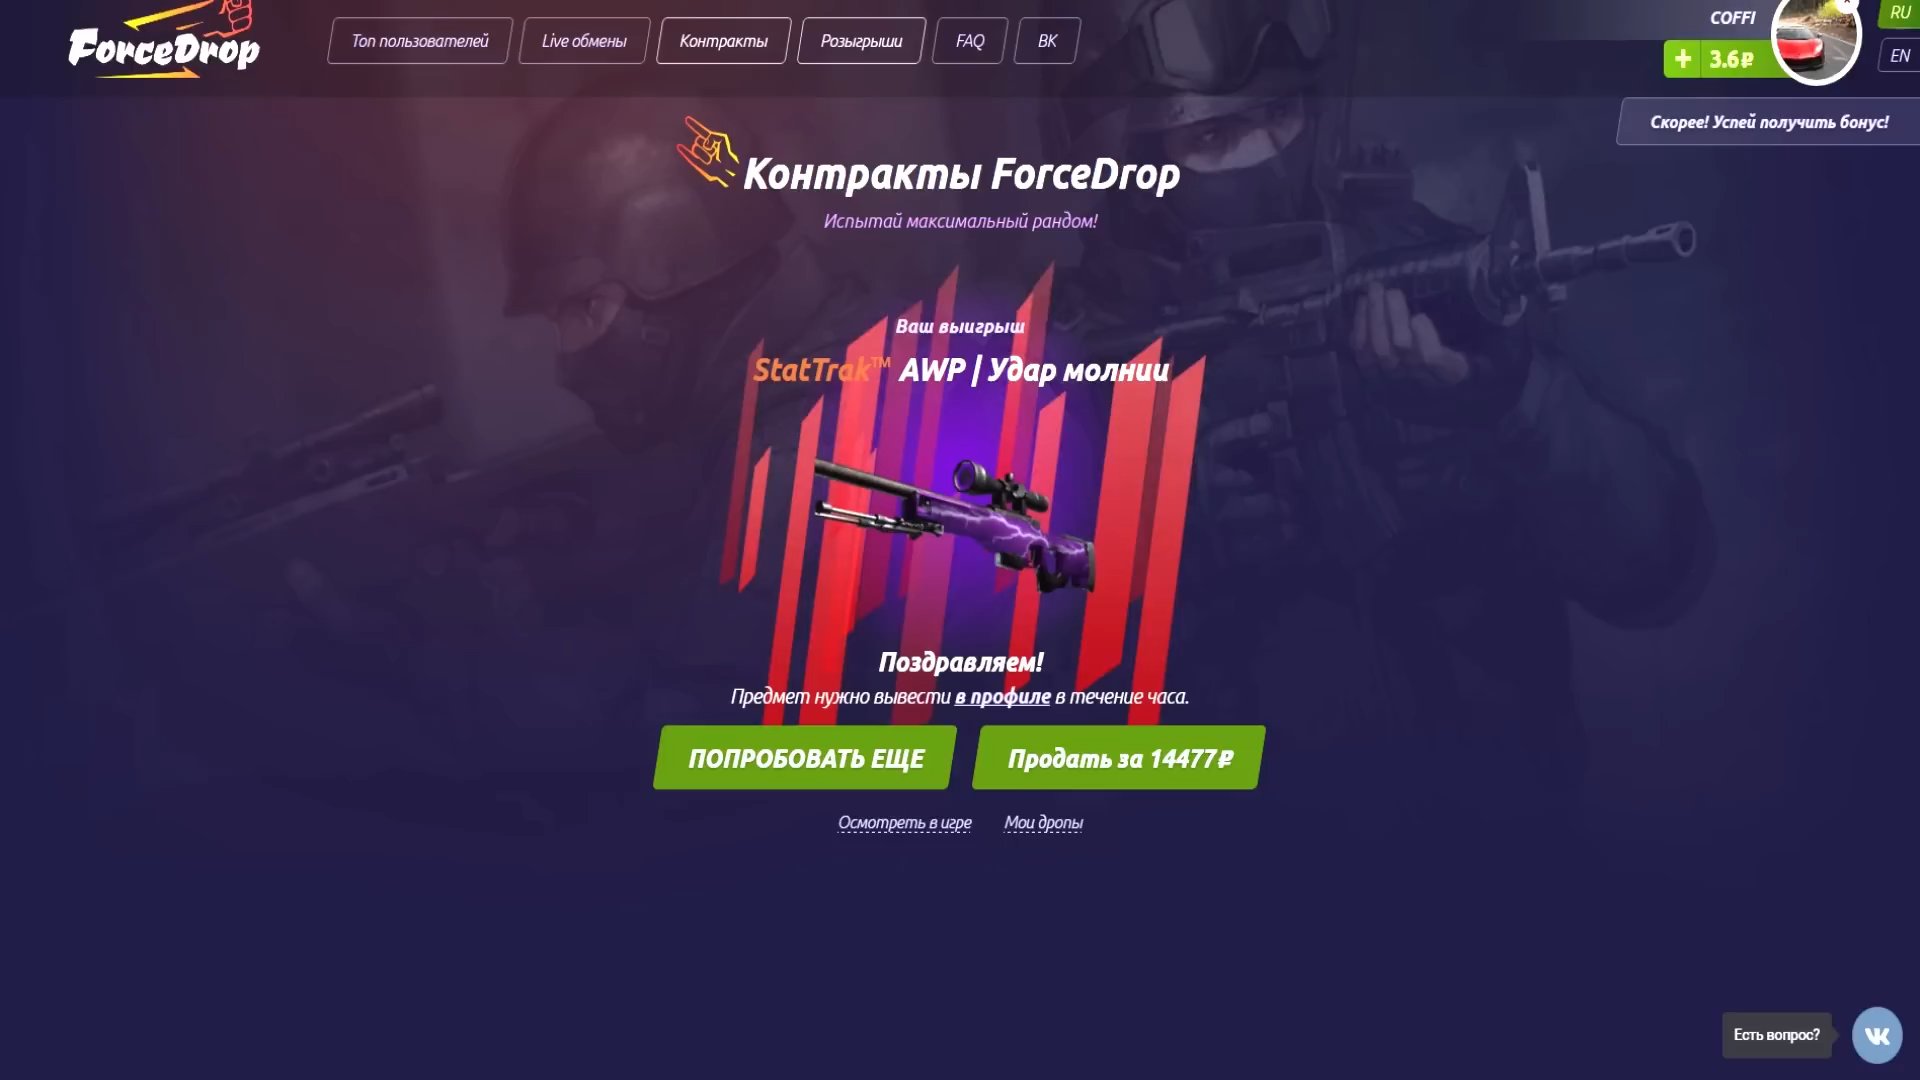 ForceDrop
Топ пользователей
Live обмены
Контракты
Розыгрыши
FAQ
ВК
COFFI
+ 3.6₽
RU
EN
Скорее! Успей получить бонус!
Контракты ForceDrop
Испытай максимальный рандом!
Ваш выигрыш
StatTrak™ AWP | Удар молнии
Поздравляем!
Предмет нужно вывести в профиле в течение часа.
ПОПРОБОВАТЬ ЕЩЕ
Продать за 14477₽
Осмотреть в игре
Мои дропы
Есть вопрос?